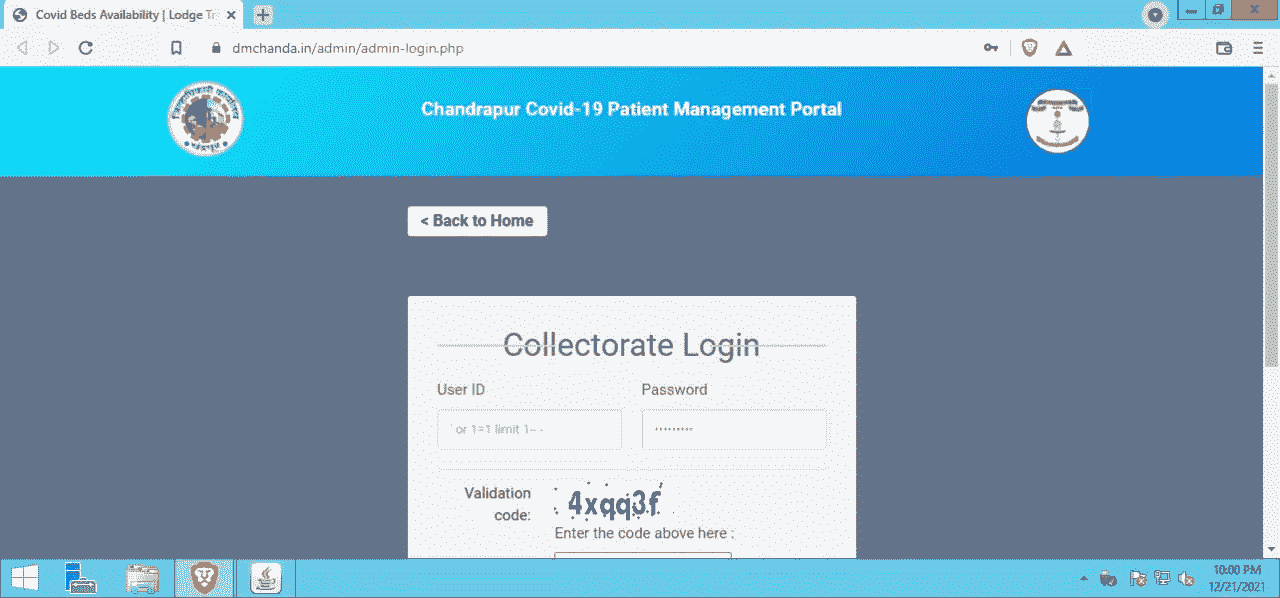 Covid Beds Availability | Lodge Tr
dmchanda.in/admin/admin-login.php
Chandrapur Covid-19 Patient Management Portal
< Back to Home
Collectorate Login
User ID
Password
' or 1=1 limit 1-- -
•••••••••
Validation code:
4xqq3f
Enter the code above here :
10:00 PM
12/21/2021